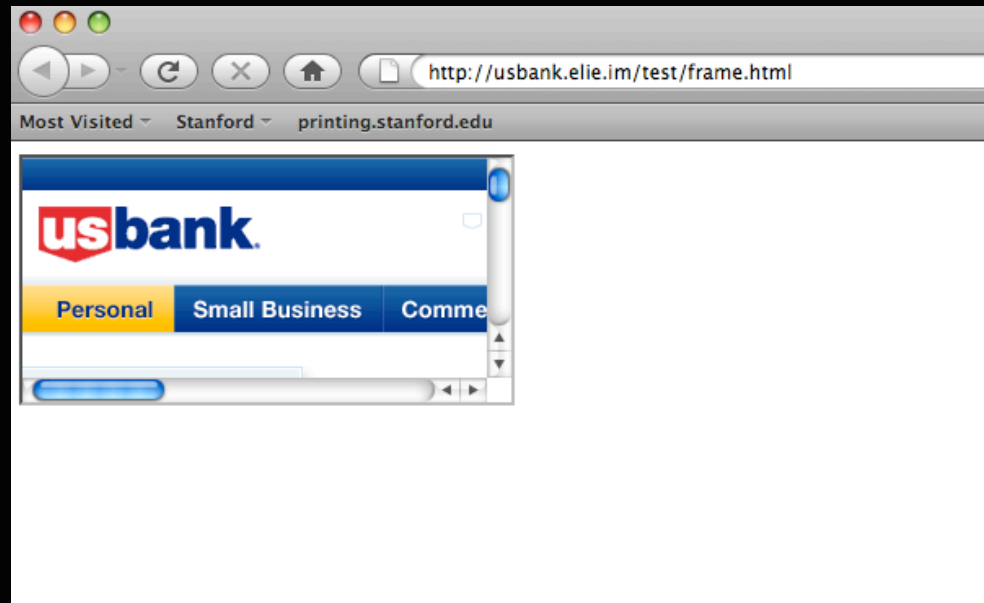 http://usbank.elie.im/test/frame.html
Most Visited Stanford printing.stanford.edu
usbank.
Personal Small Business Comme